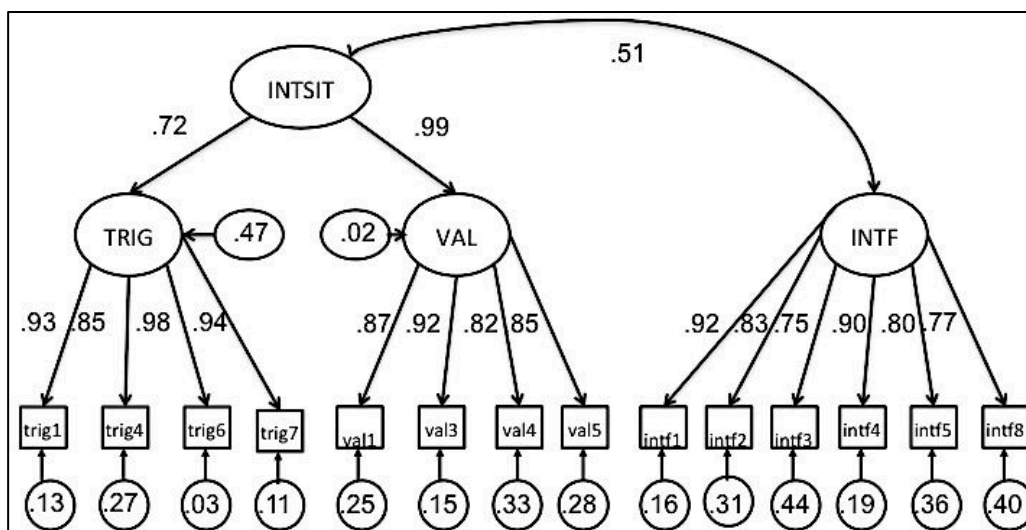 .51
INTSIT
.72 .99
TRIG .47 .02 VAL INTF
.93 .85 .98 .94 .87 .92 .82 .85 .92 .83 .75 .90 .80 .77
trig1 trig4 trig6 trig7 val1 val3 val4 val5 intf1 intf2 intf3 intf4 intf5 intf8
.13 .27 .03 .11 .25 .15 .33 .28 .16 .31 .44 .19 .36 .40